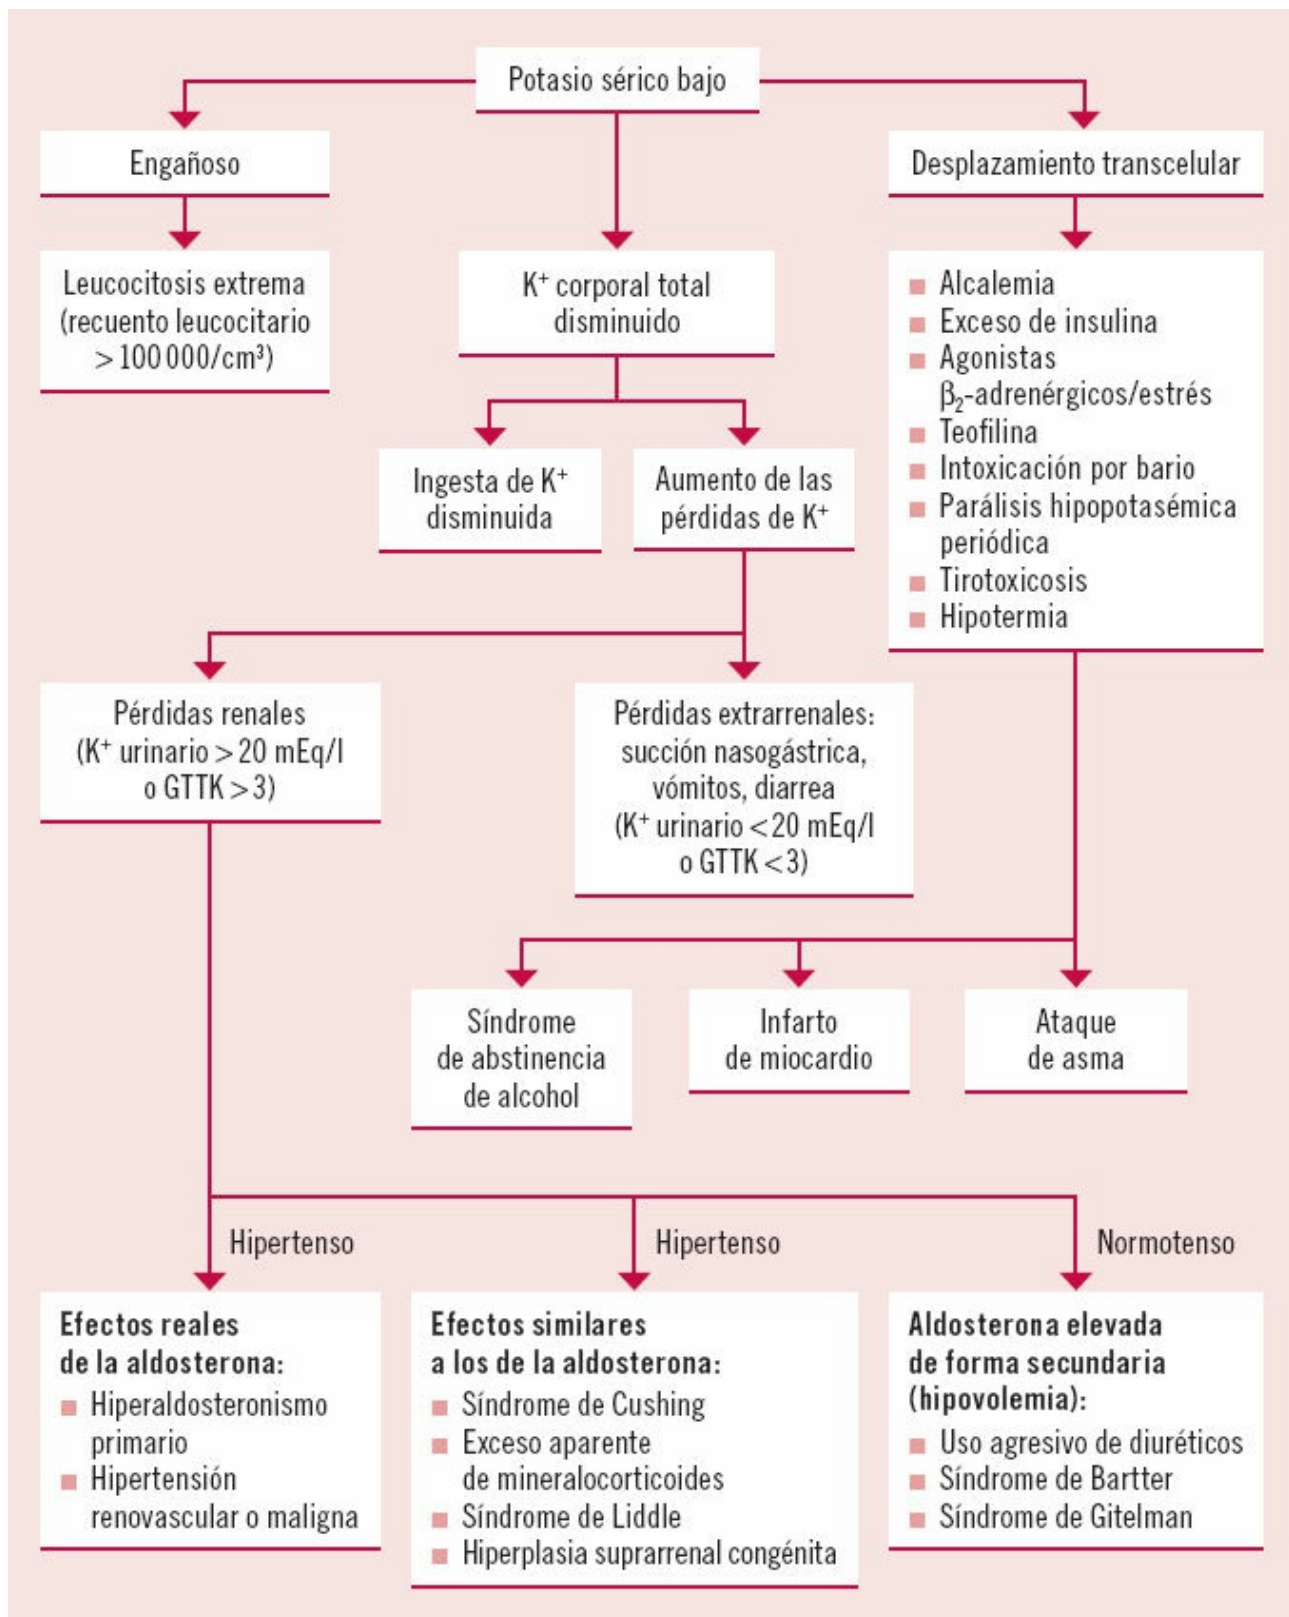 Potasio sérico bajo
Engañoso
Desplazamiento transcelular
Leucocitosis extrema
(recuento leucocitario
> 100 000/cm³)
K⁺ corporal total
disminuido
Alcalemia
Exceso de insulina
Agonistas
β₂-adrenérgicos/estrés
Teofilina
Intoxicación por bario
Parálisis hipopotasémica
periódica
Tirotoxicosis
Hipotermia
Ingesta de K⁺
disminuida
Aumento de las
pérdidas de K⁺
Pérdidas renales
(K⁺ urinario > 20 mEq/l
o GTTK > 3)
Pérdidas extrarrenales:
succión nasogástrica,
vómitos, diarrea
(K⁺ urinario < 20 mEq/l
o GTTK < 3)
Síndrome
de abstinencia
de alcohol
Infarto
de miocardio
Ataque
de asma
Hipertenso
Hipertenso
Normotenso
Efectos reales
de la aldosterona:
Hiperaldosteronismo
primario
Hipertensión
renovascular o maligna
Efectos similares
a los de la aldosterona:
Síndrome de Cushing
Exceso aparente
de mineralocorticoides
Síndrome de Liddle
Hiperplasia suprarrenal congénita
Aldosterona elevada
de forma secundaria
(hipovolemia):
Uso agresivo de diuréticos
Síndrome de Bartter
Síndrome de Gitelman